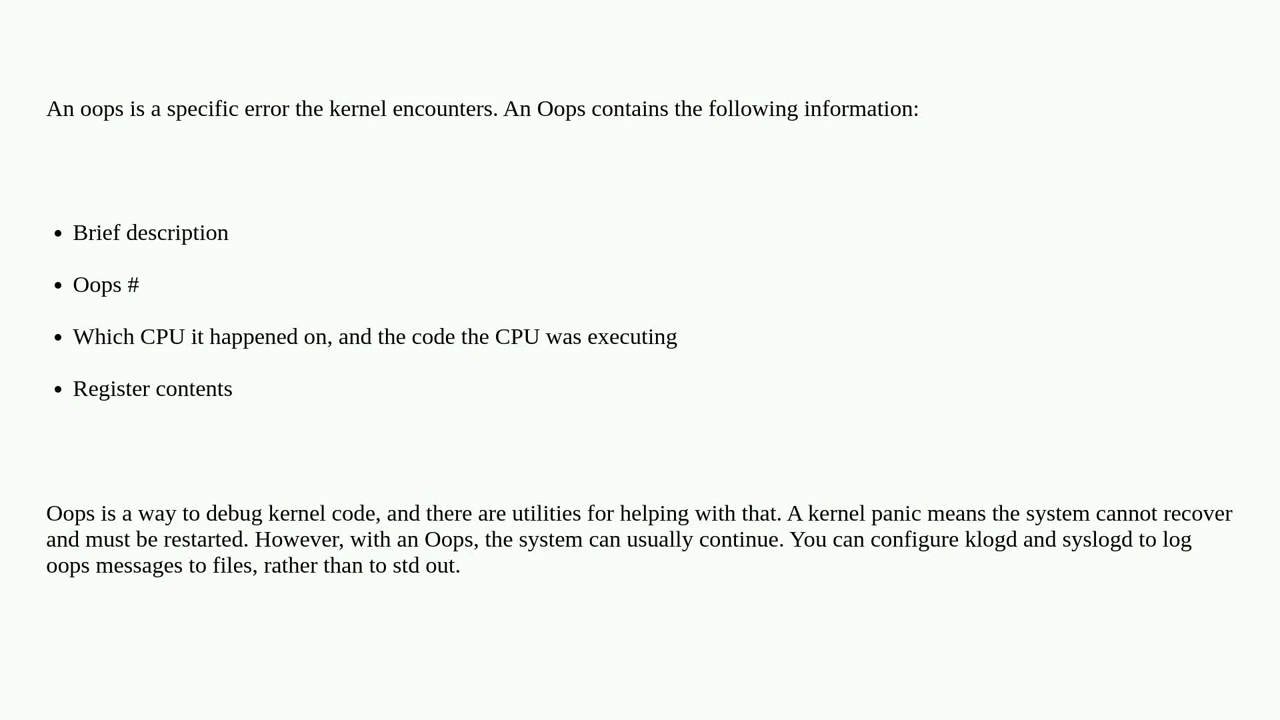 An oops is a specific error the kernel encounters. An Oops contains the following information:
• Brief description
• Oops #
• Which CPU it happened on, and the code the CPU was executing
• Register contents
Oops is a way to debug kernel code, and there are utilities for helping with that. A kernel panic means the system cannot recover
and must be restarted. However, with an Oops, the system can usually continue. You can configure klogd and syslogd to log
oops messages to files, rather than to std out.